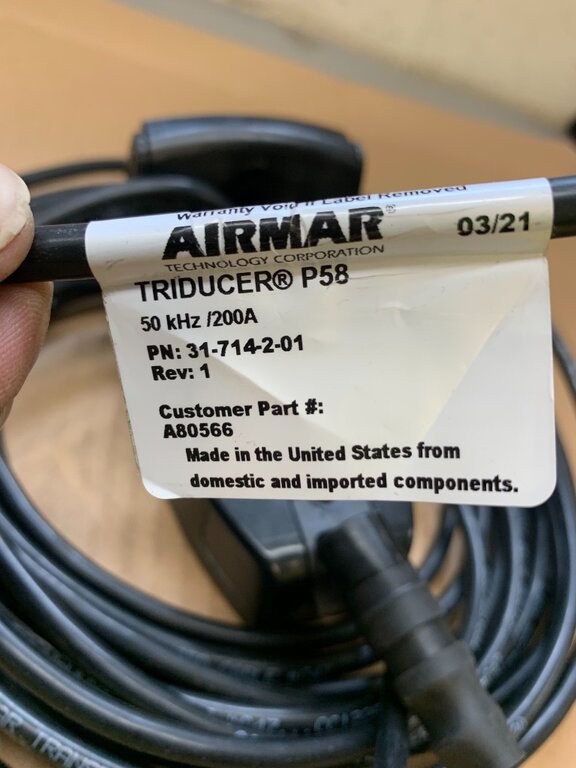 Warranty Void if Label Removed
AIRMAR®
03/21
TECHNOLOGY CORPORATION
TRIDUCER® P58
50 kHz /200A
PN: 31-714-2-01
Rev: 1
Customer Part #:
A80566
Made in the United States from
domestic and imported components.